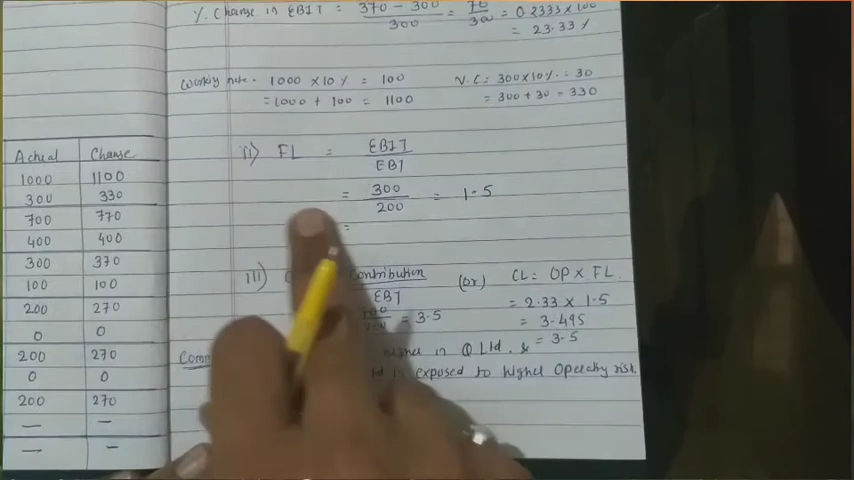 % Change in EBIT = 370 - 300 / 300 = 70 / 300 = 0.2333 x 100
= 23.33 %
Working note. 1000 x 10% = 100
= 1000 + 100 = 1100
V.C = 300 x 10% = 30
= 300 + 30 = 330
Actual Change
1000 1100
300 330
700 770
400 400
300 370
100 100
200 270
0 0
200 270
0 0
200 270
— —
— —
ii) FL = EBIT / EBT
= 300 / 200 = 1.5
=
iii) Contribution / EBT (or) CL = OP x FL
= 3.5
= 2.33 x 1.5
= 3.495
= 3.5
higher in Q Ltd. &
is exposed to higher Operating risk.